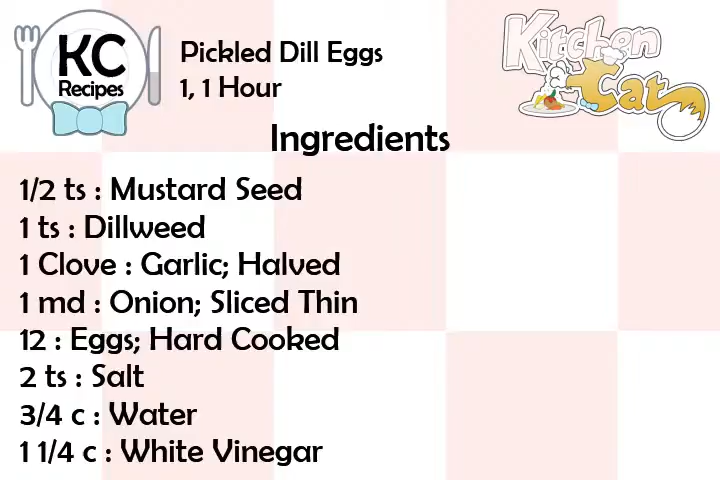 KC
Recipes
Pickled Dill Eggs
1, 1 Hour
Kitchen
Cat
Ingredients
1/2 ts : Mustard Seed
1 ts : Dillweed
1 Clove : Garlic; Halved
1 md : Onion; Sliced Thin
12 : Eggs; Hard Cooked
2 ts : Salt
3/4 c : Water
1 1/4 c : White Vinegar